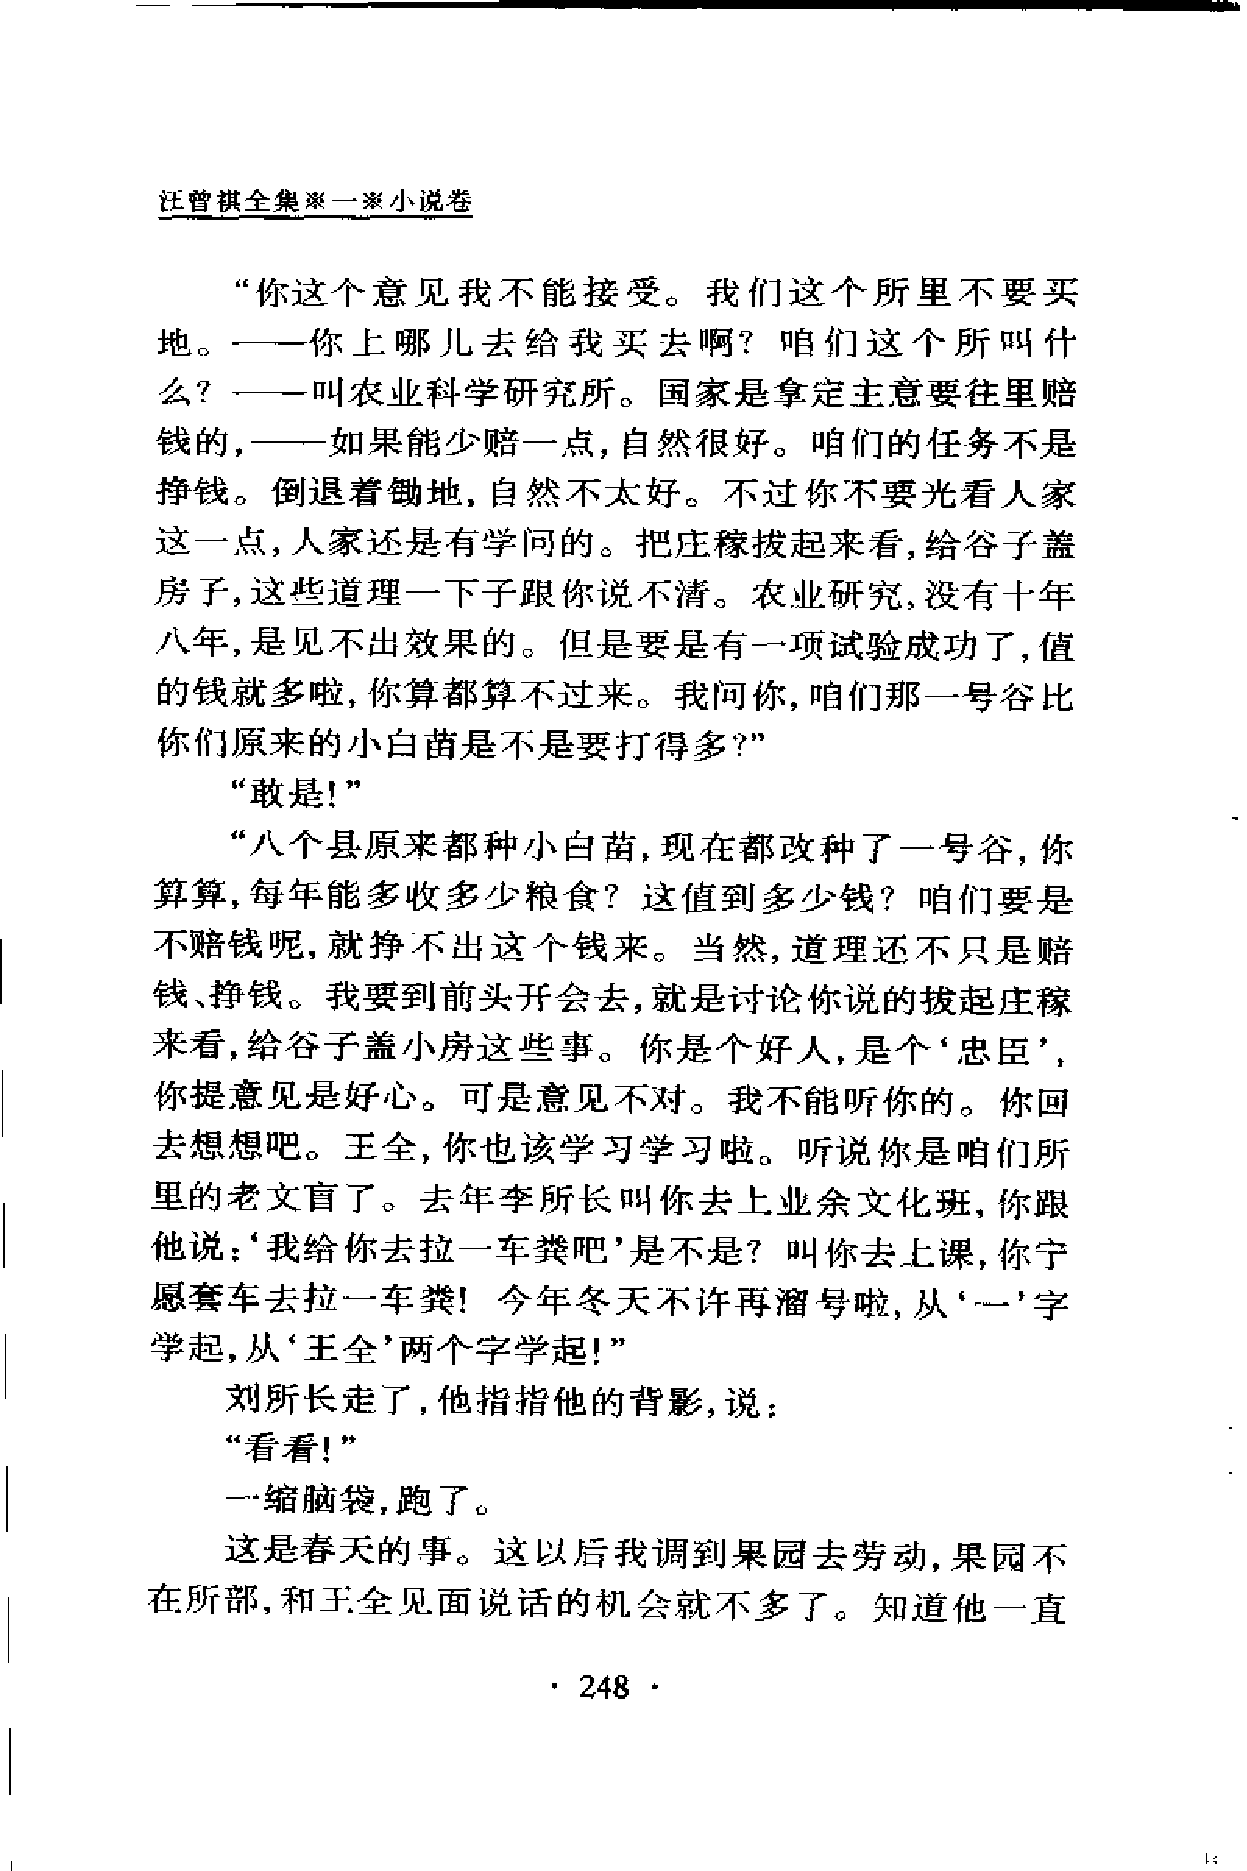 汪曾祺全集※一※小说卷
“你这个意见我不能接受。我们这个所里不要买
地。——你上哪儿去给我买去啊？咱们这个所叫什
么？——叫农业科学研究所。国家是拿定主意要往里赔
钱的，——如果能少赔一点，自然很好。咱们的任务不是
挣钱。倒退着锄地，自然不太好。不过你不要光看人家
这一点，人家还是有学问的。把庄稼拔起来看，给谷子盖
房子，这些道理一下子跟你说不清。农业研究，没有十年
八年，是见不出效果的。但是要是有一项试验成功了，值
的钱就多啦，你算都算不过来。我问你，咱们那一号谷比
你们原来的小白苗是不是要打得多？”
“敢是！”
“八个县原来都种小白苗，现在都改种了一号谷，你
算算，每年能多收多少粮食？这值到多少钱？咱们要是
不赔钱呢，就挣不出这个钱来。当然，道理还不只是赔
钱、挣钱。我要到前头开会去，就是讨论你说的拔起庄稼
来看，给谷子盖小房这些事。你是个好人，是个‘忠臣’，
你提意见是好心。可是意见不对。我不能听你的。你回
去想想吧。王全，你也该学习学习啦。听说你是咱们所
里的老文盲了。去年李所长叫你去上业余文化班，你跟
他说：‘我给你去拉一车粪吧’是不是？叫你去上课，你宁
愿套车去拉一车粪！今年冬天不许再溜号啦，从‘一’字
学起，从‘王全’两个字学起！”
刘所长走了，他指指他的背影，说：
“看看！”
一缩脑袋，跑了。
这是春天的事。这以后我调到果园去劳动，果园不
在所部，和王全见面说话的机会就不多了。知道他一直
· 248 ·